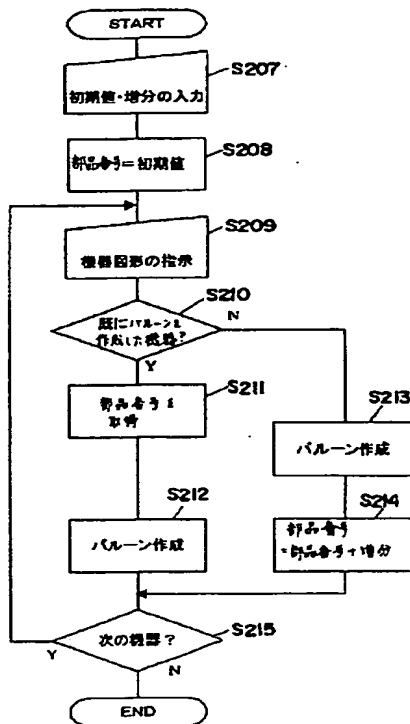 START
S207
初期値・増分の入力
S208
部品番号=初期値
S209
機器図形の指示
S210
既にバルーンを
作成した機器?
N
Y
S211
部品番号を
取得
S213
バルーン作成
S212
S214
バルーン作成
部品番号
=部品番号+増分
次の機器?
S215
Y
N
END